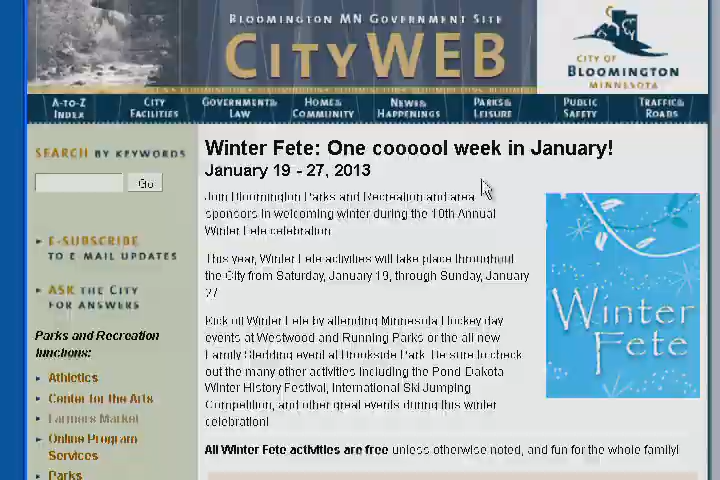 BLOOMINGTON MN GOVERNMENT SITE
CITYWEB
CITY OF
BLOOMINGTON
MINNESOTA
A-TO-Z INDEX
CITY FACILITIES
GOVERNMENT& LAW
HOME& COMMUNITY
NEWS& HAPPENINGS
PARKS& LEISURE
PUBLIC SAFETY
TRAFFIC& ROADS
SEARCH BY KEYWORDS
Go
E-SUBSCRIBE
TO E-MAIL UPDATES
ASK THE CITY
FOR ANSWERS
Parks and Recreation
functions:
Athletics
Center for the Arts
Farmers Market
Online Program
Services
Parks
Winter Fete: One coooool week in January!
January 19 - 27, 2013
Join Bloomington Parks and Recreation and area
sponsors in welcoming winter during the 10th Annual
Winter Fete celebration.
This year, Winter Fete activities will take place throughout
the City from Saturday, January 19, through Sunday, January
27.
Kick off Winter Fete by attending Minnesota Hockey day
events at Westwood and Running Parks or the all new
Family Sledding event at Brookside Park. Be sure to check
out the many other activities including the Pond-Dakota
Winter History Festival, International Ski Jumping
Competition, and other great events during this winter
celebration!
All Winter Fete activities are free unless otherwise noted, and fun for the whole family!
Winter
Fete